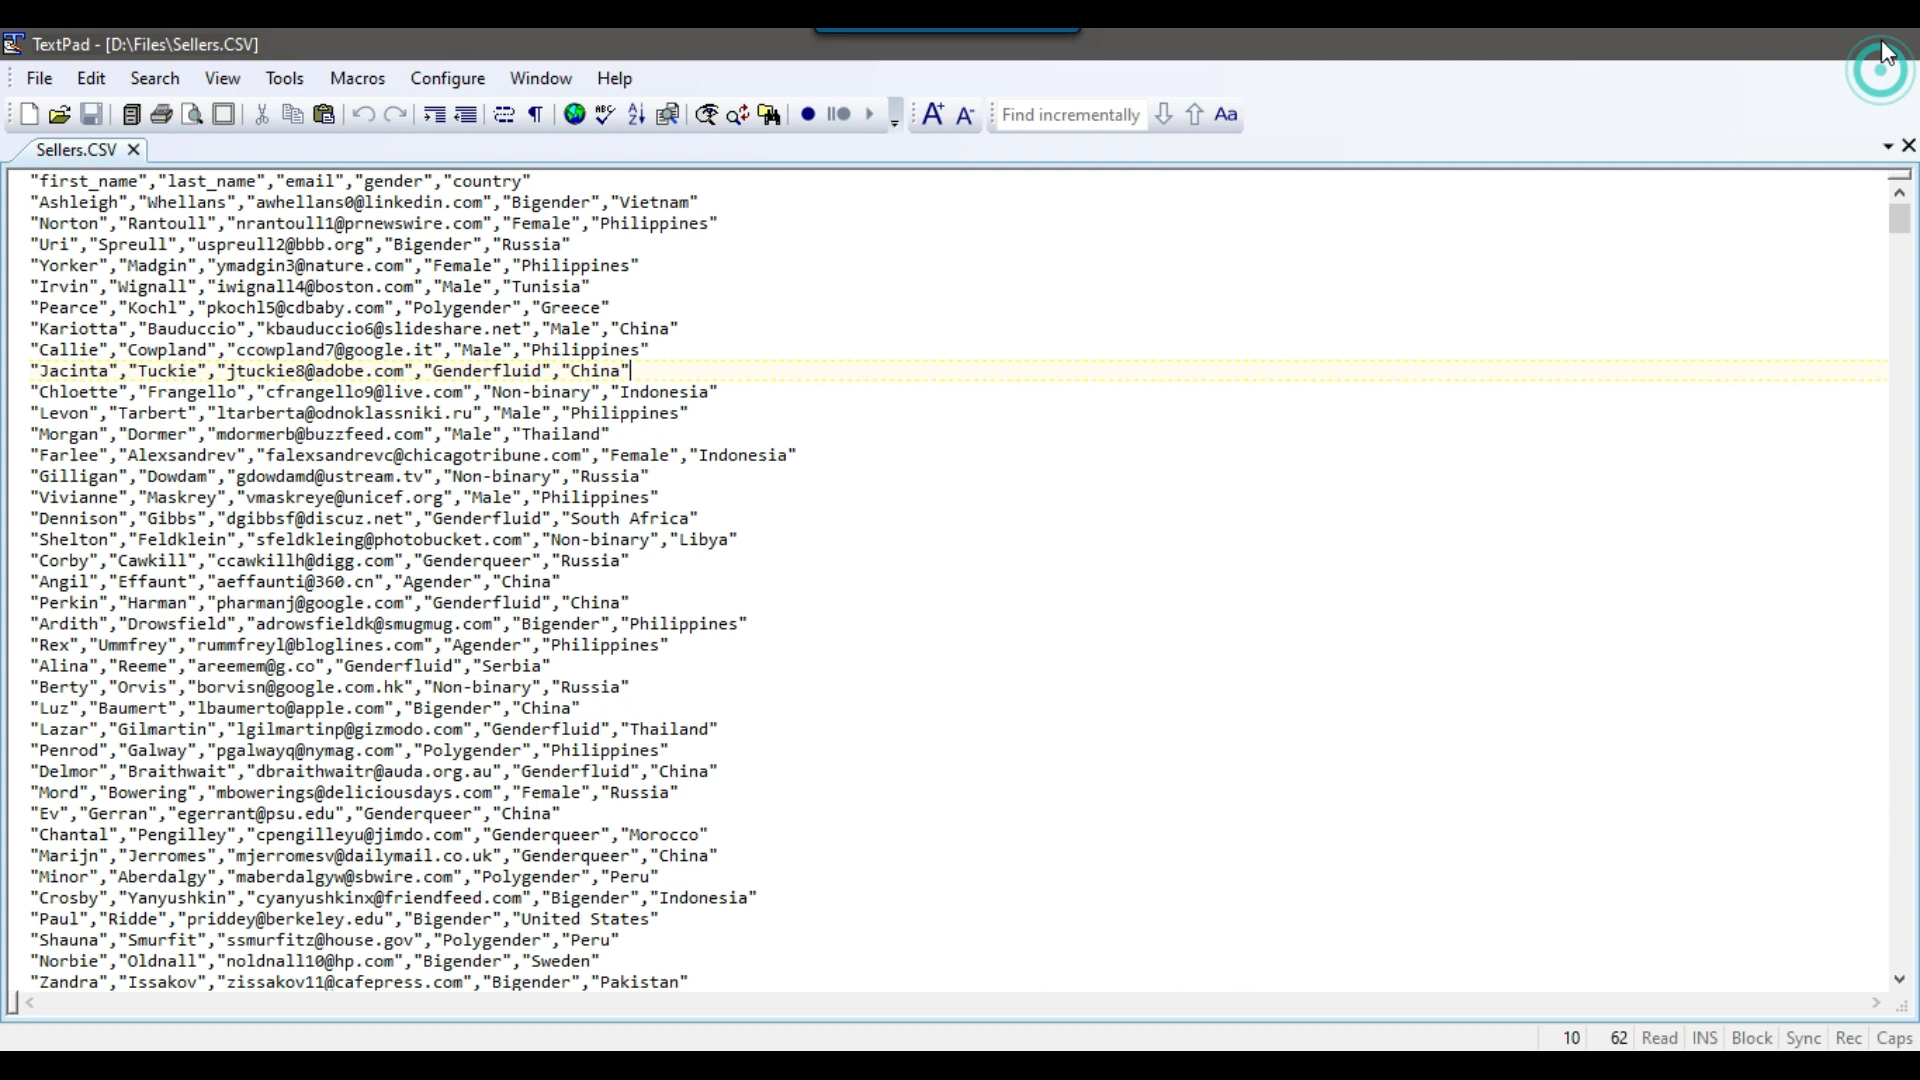 TextPad - [D:\Files\Sellers.CSV]
File Edit Search View Tools Macros Configure Window Help
Find incrementally
Sellers.CSV
"first_name","last_name","email","gender","country"
"Ashleigh","Whellans","awhellans0@linkedin.com","Bigender","Vietnam"
"Norton","Rantoull","nrantoull1@prnewswire.com","Female","Philippines"
"Uri","Spreull","uspreull2@bbb.org","Bigender","Russia"
"Yorker","Madgin","ymadgin3@nature.com","Female","Philippines"
"Irvin","Wignall","iwignall4@boston.com","Male","Tunisia"
"Pearce","Kochl","pkochl5@cdbaby.com","Polygender","Greece"
"Kariotta","Bauduccio","kbauduccio6@slideshare.net","Male","China"
"Callie","Cowpland","ccowpland7@google.it","Male","Philippines"
"Jacinta","Tuckie","jtuckie8@adobe.com","Genderfluid","China"
"Chloette","Frangello","cfrangello9@live.com","Non-binary","Indonesia"
"Levon","Tarbert","ltarberta@odnoklassniki.ru","Male","Philippines"
"Morgan","Dormer","mdormerb@buzzfeed.com","Male","Thailand"
"Farlee","Alexsandrev","falexsandrevc@chicagotribune.com","Female","Indonesia"
"Gilligan","Dowdam","gdowdamd@ustream.tv","Non-binary","Russia"
"Vivianne","Maskrey","vmaskreye@unicef.org","Male","Philippines"
"Dennison","Gibbs","dgibbsf@discuz.net","Genderfluid","South Africa"
"Shelton","Feldklein","sfeldkleing@photobucket.com","Non-binary","Libya"
"Corby","Cawkill","ccawkillh@digg.com","Genderqueer","Russia"
"Angil","Effaunt","aeffaunti@360.cn","Agender","China"
"Perkin","Harman","pharmanj@google.com","Genderfluid","China"
"Ardith","Drowsfield","adrowsfieldk@smugmug.com","Bigender","Philippines"
"Rex","Ummfrey","rummfreyl@bloglines.com","Agender","Philippines"
"Alina","Reeme","areemem@g.co","Genderfluid","Serbia"
"Berty","Orvis","borvisn@google.com.hk","Non-binary","Russia"
"Luz","Baumert","lbaumerto@apple.com","Bigender","China"
"Lazar","Gilmartin","lgilmartinp@gizmodo.com","Genderfluid","Thailand"
"Penrod","Galway","pgalwayq@nymag.com","Polygender","Philippines"
"Delmor","Braithwait","dbraithwaitr@auda.org.au","Genderfluid","China"
"Mord","Bowering","mbowerings@deliciousdays.com","Female","Russia"
"Ev","Gerran","egerrant@psu.edu","Genderqueer","China"
"Chantal","Pengilley","cpengilleyu@jimdo.com","Genderqueer","Morocco"
"Marijn","Jerromes","mjerromesv@dailymail.co.uk","Genderqueer","China"
"Minor","Aberdalgy","maberdalgyw@sbwire.com","Polygender","Peru"
"Crosby","Yanyushkin","cyanyushkinx@friendfeed.com","Bigender","Indonesia"
"Paul","Ridde","priddey@berkeley.edu","Bigender","United States"
"Shauna","Smurfit","ssmurfitz@house.gov","Polygender","Peru"
"Norbie","Oldnall","noldnall10@hp.com","Bigender","Sweden"
"Zandra","Issakov","zissakov11@cafepress.com","Bigender","Pakistan"
10 62 Read INS Block Sync Rec Caps